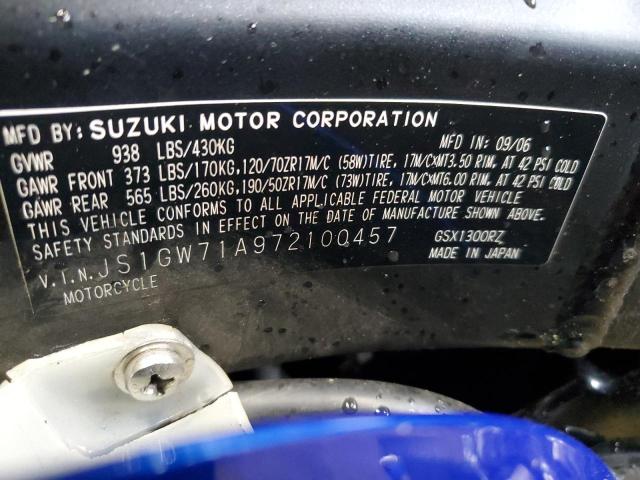 MFD BY: SUZUKI MOTOR CORPORATION MFD IN: 09/06
GVWR 938 LBS/430KG
GAWR FRONT 373 LBS/170KG,120/70ZR17M/C (58W)TIRE, 17M/C×MT3.50 RIM, AT 42 PSI COLD
GAWR REAR 565 LBS/260KG,190/50ZR17M/C (73W)TIRE, 17M/C×MT6.00 RIM, AT 42 PSI COLD
THIS VEHICLE CONFORMS TO ALL APPLICABLE FEDERAL MOTOR VEHICLE
SAFETY STANDARDS IN EFFECT ON THE DATE OF MANUFACTURE SHOWN ABOVE.
V.I.N. JS1GW71A972100457 GSX1300RZ
MOTORCYCLE MADE IN JAPAN